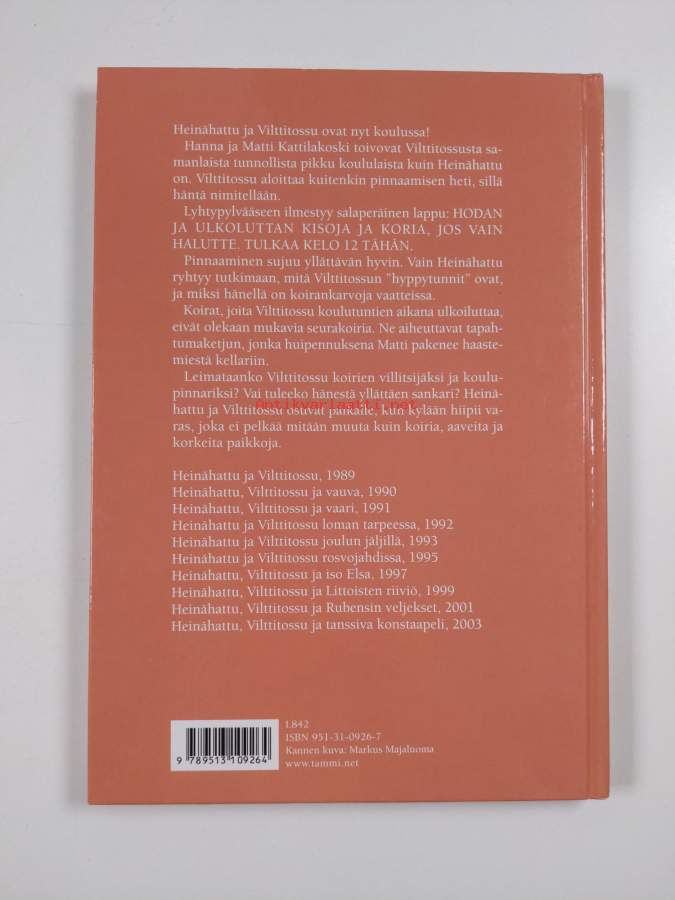 Heinähattu ja Vilttitossu ovat nyt koulussa!
Hanna ja Matti Kattilakoski toivovat Vilttitossusta sa-
manlaista tunnollista pikku koululaista kuin Heinähattu
on. Vilttitossu aloittaa kuitenkin pinnaamisen heti, sillä
häntä nimitellään.
Lyhtypylvääseen ilmestyy salaperäinen lappu: HODAN
JA ULKOLUTTAN KISOJA JA KORIA, JOS VAIN
HALUTTE. TULKAA KELO 12 TÄHÄN.
Pinnaaminen sujuu yllättävän hyvin. Vain Heinähattu
ryhtyy tutkimaan, mitä Vilttitossun "hyppytunnit" ovat,
ja miksi hänellä on koirankarvoja vaatteissa.
Koirat, joita Vilttitossu koulutuntien aikana ulkoiluttaa,
eivät olekaan mukavia seurakoiria. Ne aiheuttavat tapah-
tumaketjun, jonka huipennuksena Matti pakenee haaste-
miestä kellariin.
Leimataanko Vilttitossu koirien villitsijäksi ja koulu-
pinnariksi? Vai tuleeko hänestä yllättäen sankari? Heinä-
hattu ja Vilttitossu osuvat paikalle, kun kylään hiipii va-
ras, joka ei pelkää mitään muuta kuin koiria, aaveita ja
korkeita paikkoja.
antikvariaatti.net
Heinähattu ja Vilttitossu, 1989
Heinähattu, Vilttitossu ja vauva, 1990
Heinähattu, Vilttitossu ja vaari, 1991
Heinähattu ja Vilttitossu loman tarpeessa, 1992
Heinähattu ja Vilttitossu joulun jäljillä, 1993
Heinähattu ja Vilttitossu rosvojahdissa, 1995
Heinähattu, Vilttitossu ja iso Elsa, 1997
Heinähattu, Vilttitossu ja Littoisten riiviö, 1999
Heinähattu, Vilttitossu ja Rubensin veljekset, 2001
Heinähattu, Vilttitossu ja tanssiva konstaapeli, 2003
L842
ISBN 951-31-0926-7
Kannen kuva: Markus Majaluoma
www.tammi.net
9 789513 109264